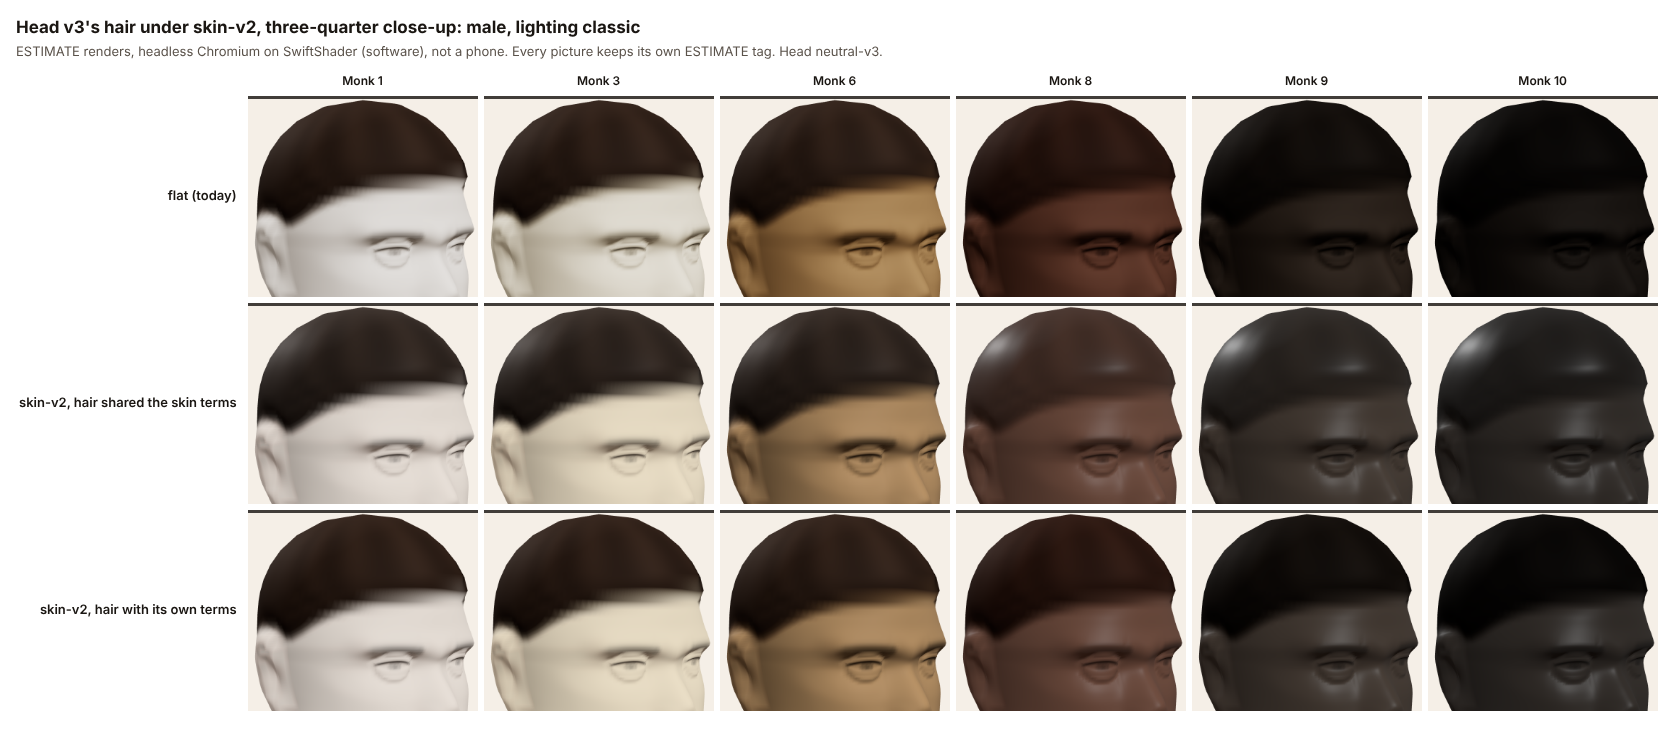 Head v3's hair under skin-v2, three-quarter close-up: male, lighting classic
ESTIMATE renders, headless Chromium on SwiftShader (software), not a phone. Every picture keeps its own ESTIMATE tag. Head neutral-v3.
Monk 1 Monk 3 Monk 6 Monk 8 Monk 9 Monk 10
flat (today)
skin-v2, hair shared the skin terms
skin-v2, hair with its own terms